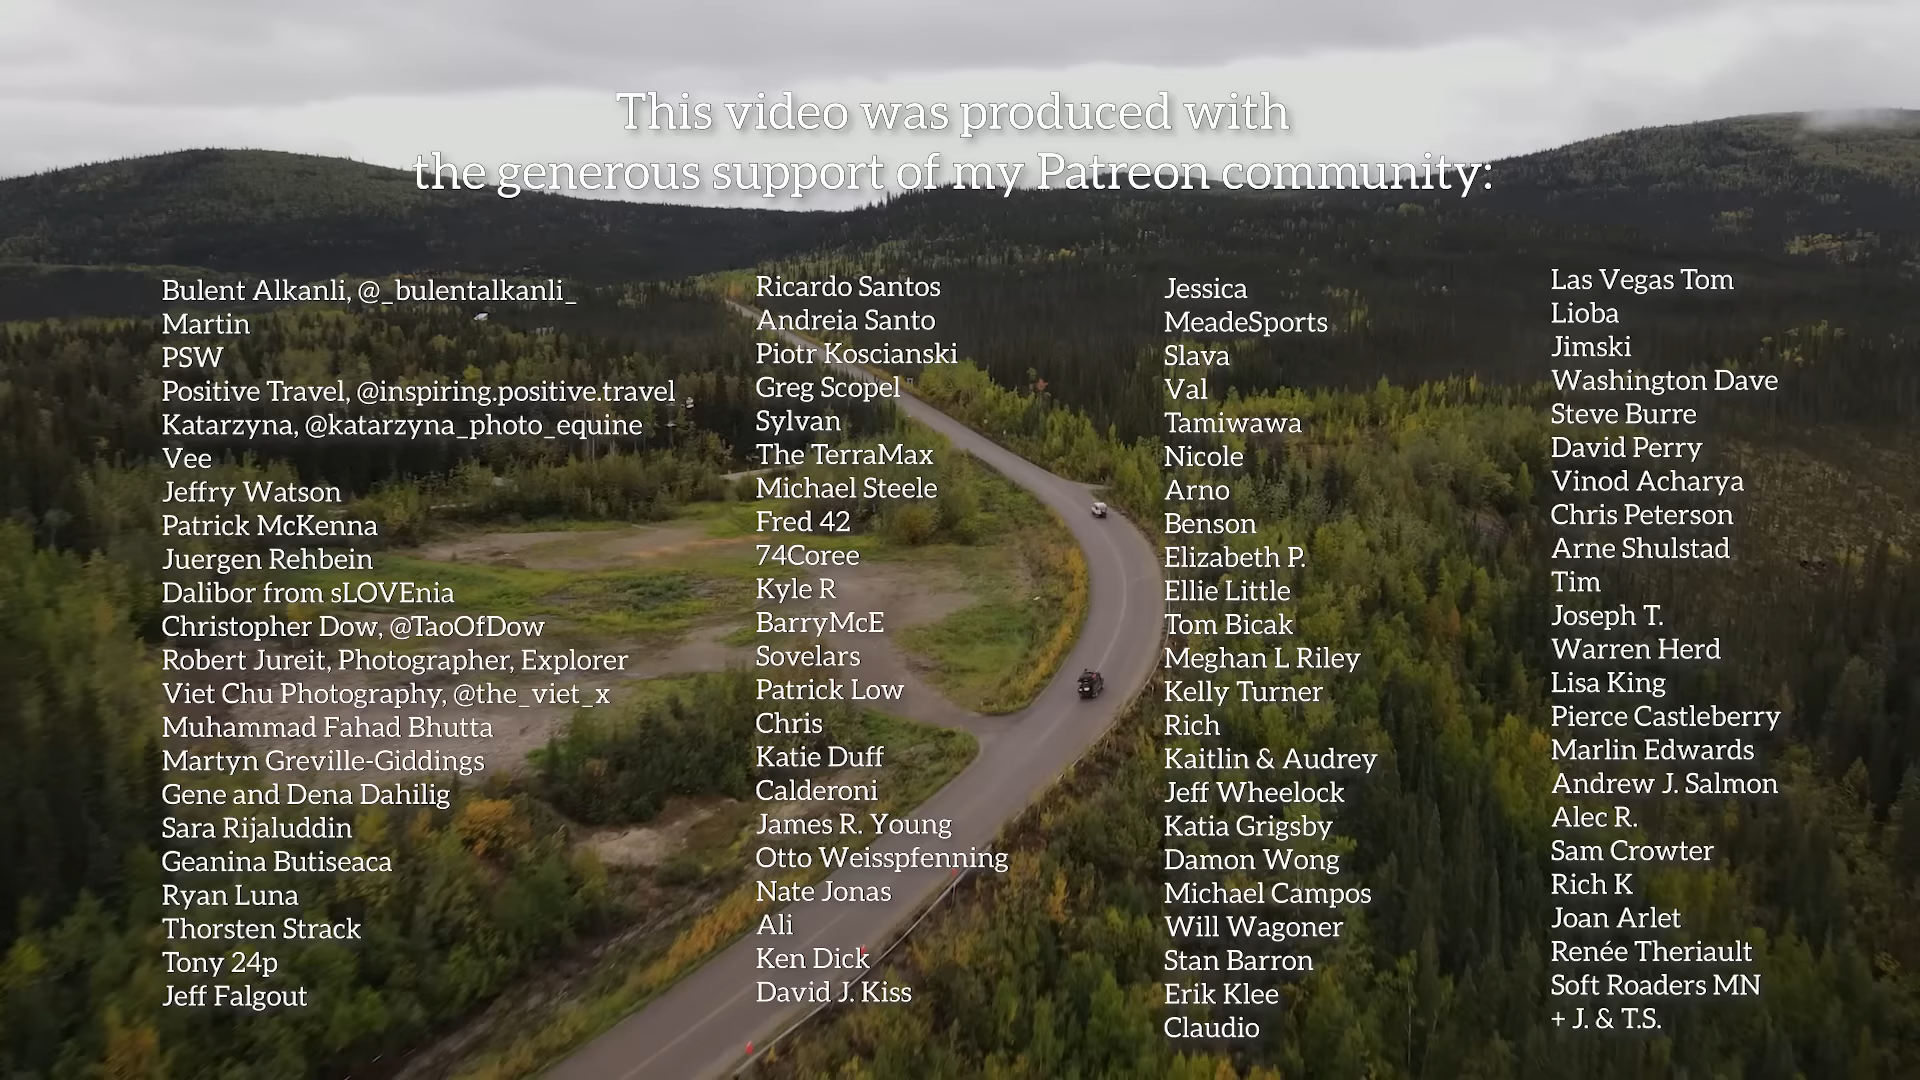 This video was produced with
the generous support of my Patreon community:
Bulent Alkanli, @_bulentalkanli_
Martin
PSW
Positive Travel, @inspiring.positive.travel
Katarzyna, @katarzyna_photo_equine
Vee
Jeffry Watson
Patrick McKenna
Juergen Rehbein
Dalibor from sLOVEnia
Christopher Dow, @TaoOfDow
Robert Jureit, Photographer, Explorer
Viet Chu Photography, @the_viet_x
Muhammad Fahad Bhutta
Martyn Greville-Giddings
Gene and Dena Dahilig
Sara Rijaluddin
Geanina Butiseaca
Ryan Luna
Thorsten Strack
Tony 24p
Jeff Falgout
Ricardo Santos
Andreia Santo
Piotr Koscianski
Greg Scopel
Sylvan
The TerraMax
Michael Steele
Fred 42
74Coree
Kyle R
BarryMcE
Sovelars
Patrick Low
Chris
Katie Duff
Calderoni
James R. Young
Otto Weisspfenning
Nate Jonas
Ali
Ken Dick
David J. Kiss
Jessica
MeadeSports
Slava
Val
Tamiwawa
Nicole
Arno
Benson
Elizabeth P.
Ellie Little
Tom Bicak
Meghan L Riley
Kelly Turner
Rich
Kaitlin & Audrey
Jeff Wheelock
Katia Grigsby
Damon Wong
Michael Campos
Will Wagoner
Stan Barron
Erik Klee
Claudio
Las Vegas Tom
Lioba
Jimski
Washington Dave
Steve Burre
David Perry
Vinod Acharya
Chris Peterson
Arne Shulstad
Tim
Joseph T.
Warren Herd
Lisa King
Pierce Castleberry
Marlin Edwards
Andrew J. Salmon
Alec R.
Sam Crowter
Rich K
Joan Arlet
Renée Theriault
Soft Roaders MN
+ J. & T.S.